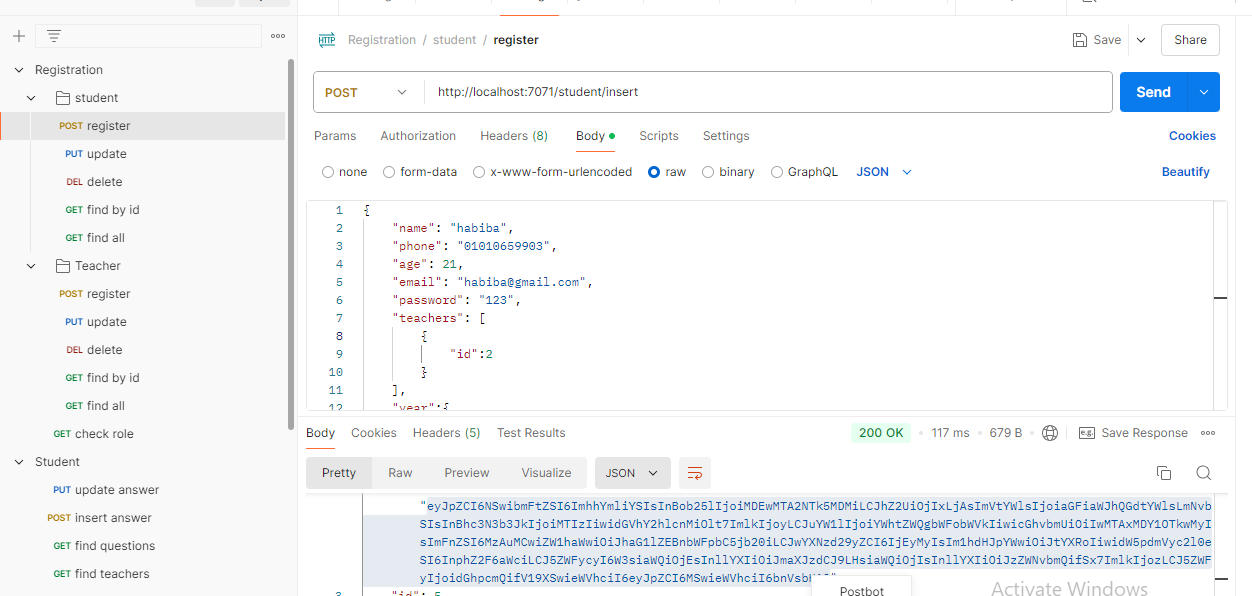 Registration
student
POST register
PUT update
DEL delete
GET find by id
GET find all
Teacher
POST register
PUT update
DEL delete
GET find by id
GET find all
GET check role
Student
PUT update answer
POST insert answer
GET find questions
GET find teachers
HTTP Registration / student / register
Save
Share
POST http://localhost:7071/student/insert
Send
Params Authorization Headers (8) Body Scripts Settings Cookies
none form-data x-www-form-urlencoded raw binary GraphQL JSON Beautify
1 {
2 "name": "habiba",
3 "phone": "01010659903",
4 "age": 21,
5 "email": "habiba@gmail.com",
6 "password": "123",
7 "teachers": [
8 {
9 "id":2
10 }
11 ],
12 "year":{
Body Cookies Headers (5) Test Results 200 OK 117 ms 679 B e.g. Save Response
Pretty Raw Preview Visualize JSON
3 "id": 5
Postbot
Activate Windows